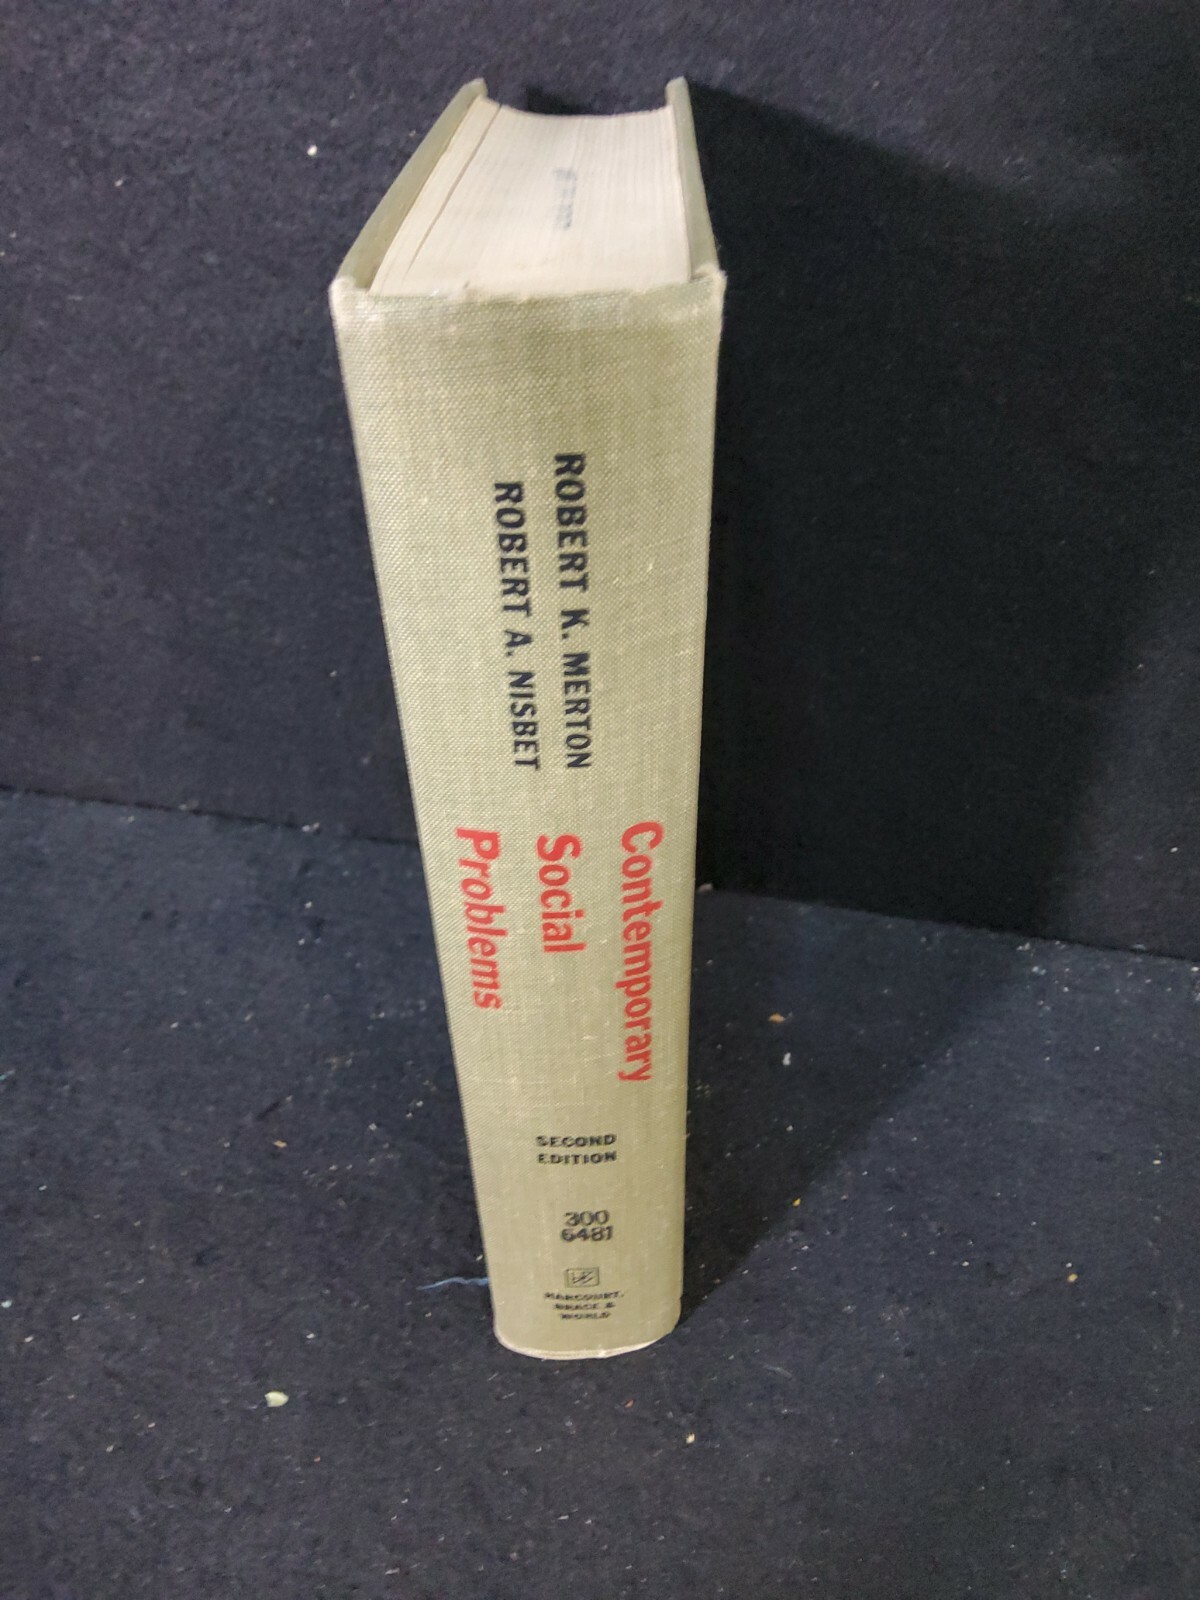 ROBERT K. MERTON
ROBERT A. NISBET
Contemporary
Social
Problems
SECOND
EDITION
300
6481
HARCOURT,
BRACE &
WORLD